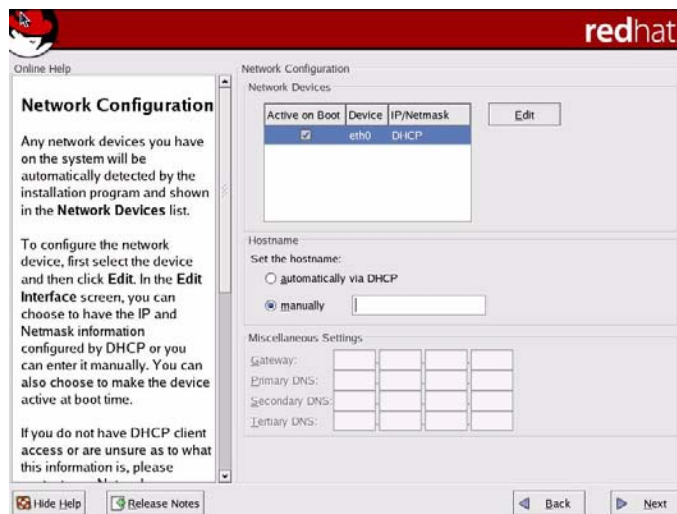 redhat
Online Help
Network Configuration
Any network devices you have
on the system will be
automatically detected by the
installation program and shown
in the Network Devices list.
To configure the network
device, first select the device
and then click Edit. In the Edit
Interface screen, you can
choose to have the IP and
Netmask information
configured by DHCP or you
can enter it manually. You can
also choose to make the device
active at boot time.
If you do not have DHCP client
access or are unsure as to what
this information is, please
Network Configuration
Network Devices
Active on Boot Device IP/Netmask
eth0 DHCP
Edit
Hostname
Set the hostname:
automatically via DHCP
manually
Miscellaneous Settings
Gateway:
Primary DNS:
Secondary DNS:
Tertiary DNS:
Hide Help
Release Notes
Back
Next